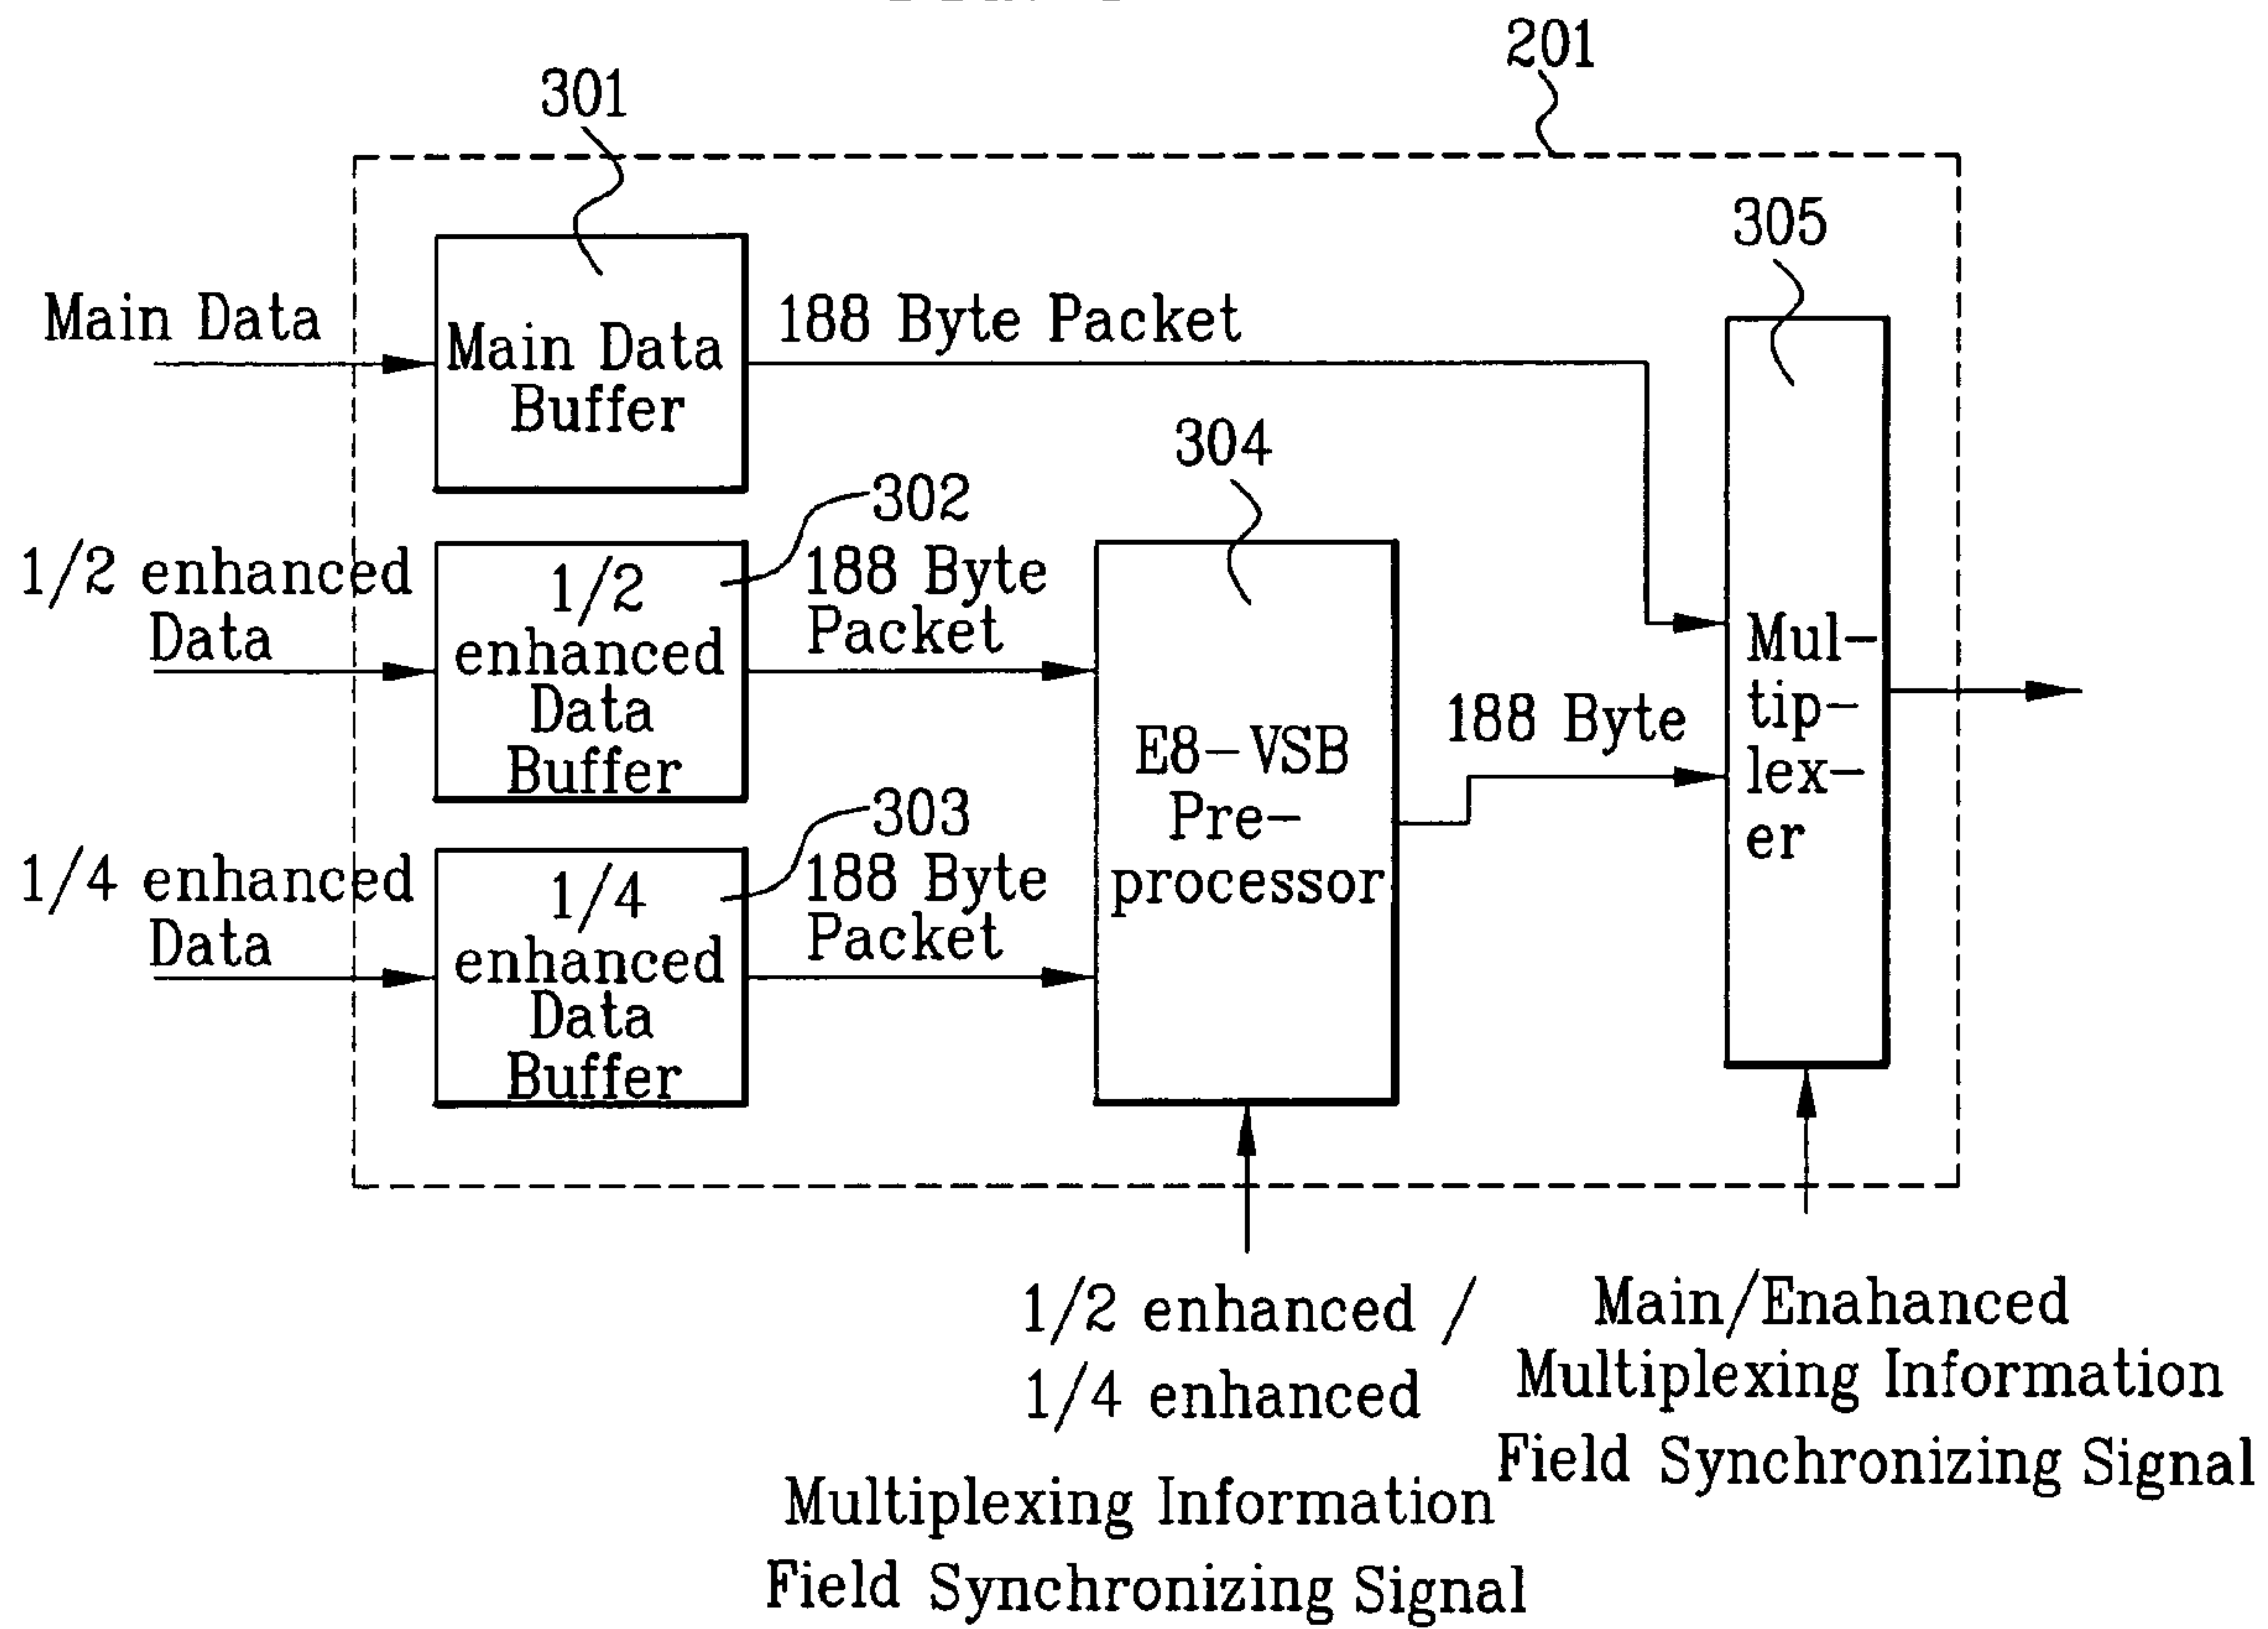 201
301
305
Main Data
Main Data
Buffer
188 Byte Packet
304
302
1/2 enhanced
Data
1/2
enhanced
Data
Buffer
188 Byte
Packet
E8-VSB
Pre-
processor
188 Byte
Mul-
tip-
lex-
er
303
1/4 enhanced
Data
1/4
enhanced
Data
Buffer
188 Byte
Packet
1/2 enhanced /
1/4 enhanced
Multiplexing Information
Field Synchronizing Signal
Main/Enahanced
Multiplexing Information
Field Synchronizing Signal